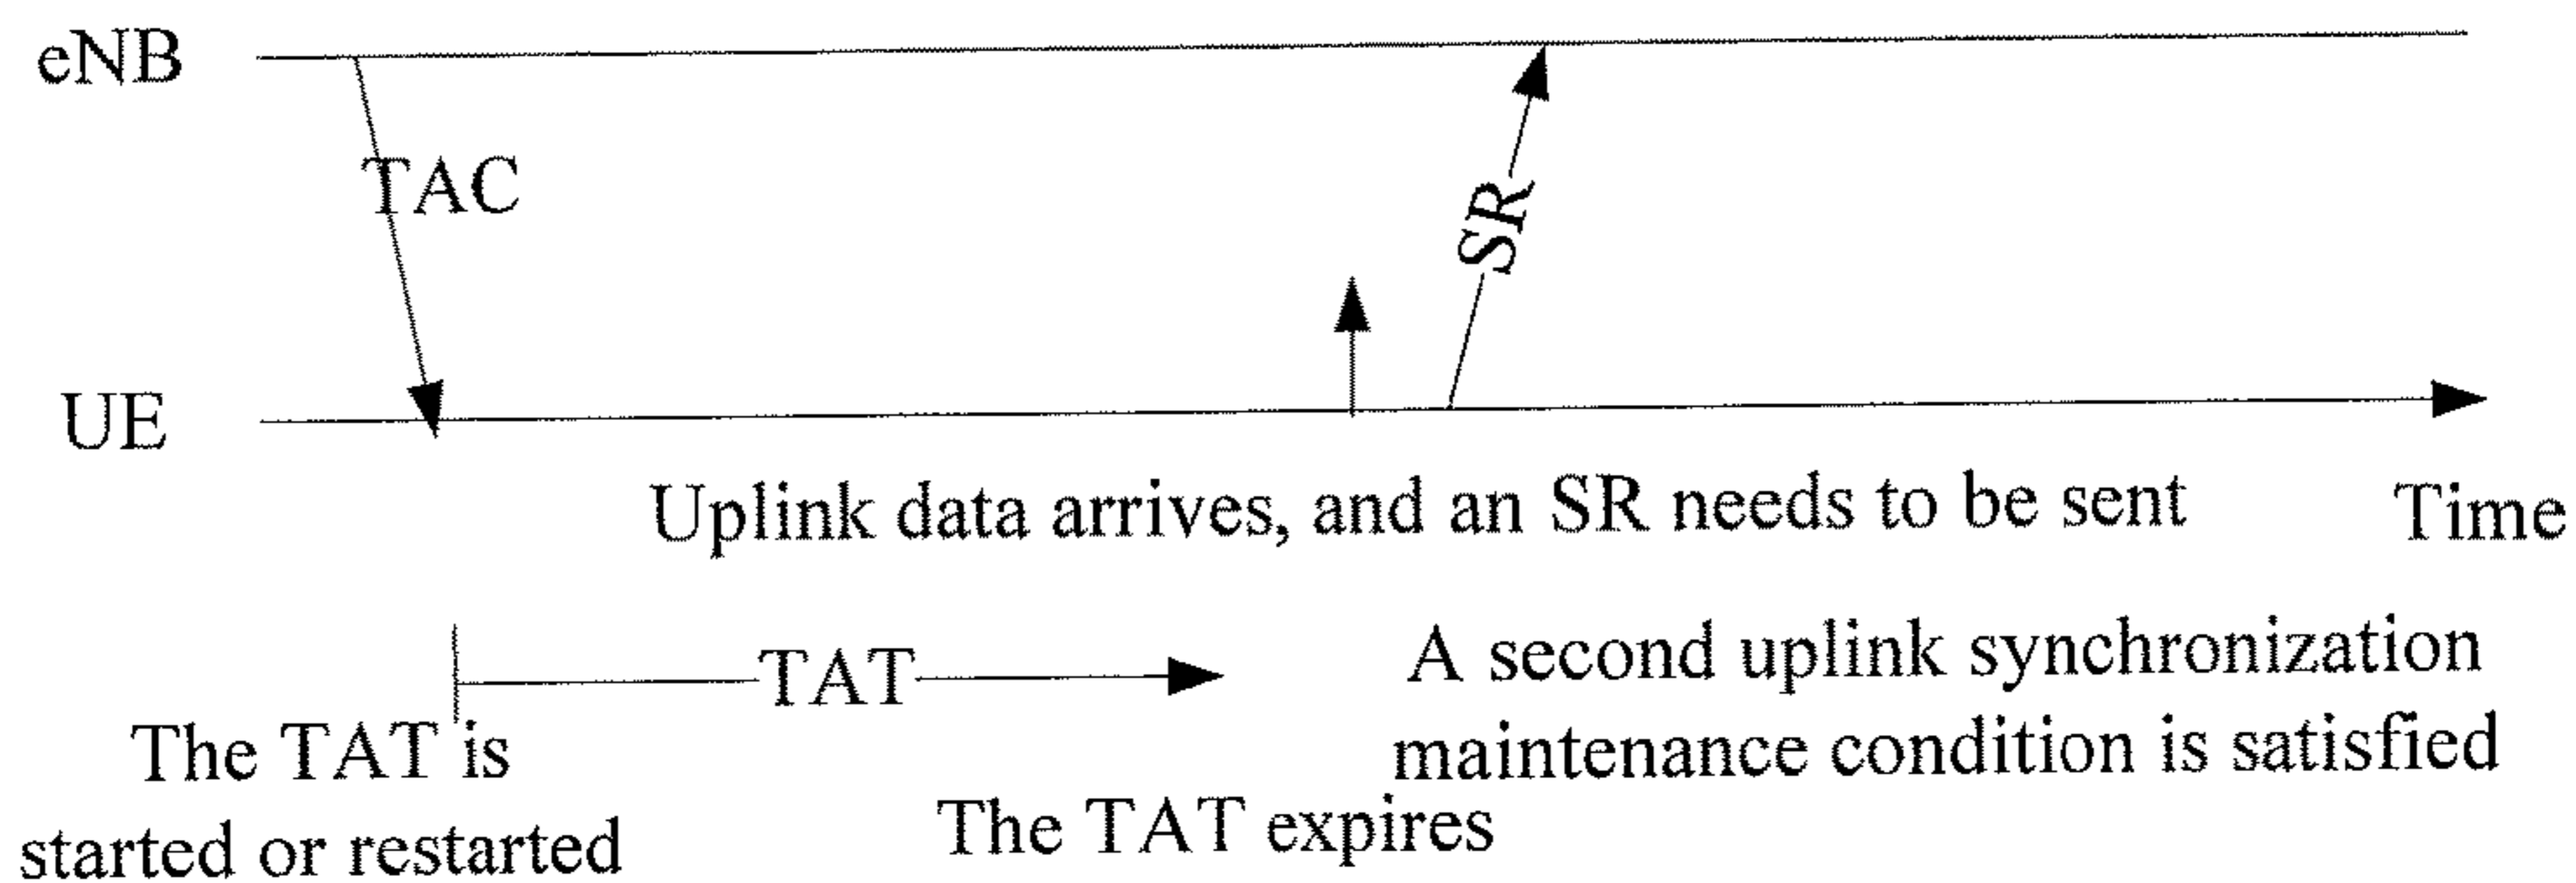 eNB
TAC
SR
UE
Uplink data arrives, and an SR needs to be sent
Time
TAT
A second uplink synchronization
maintenance condition is satisfied
The TAT is
started or restarted
The TAT expires